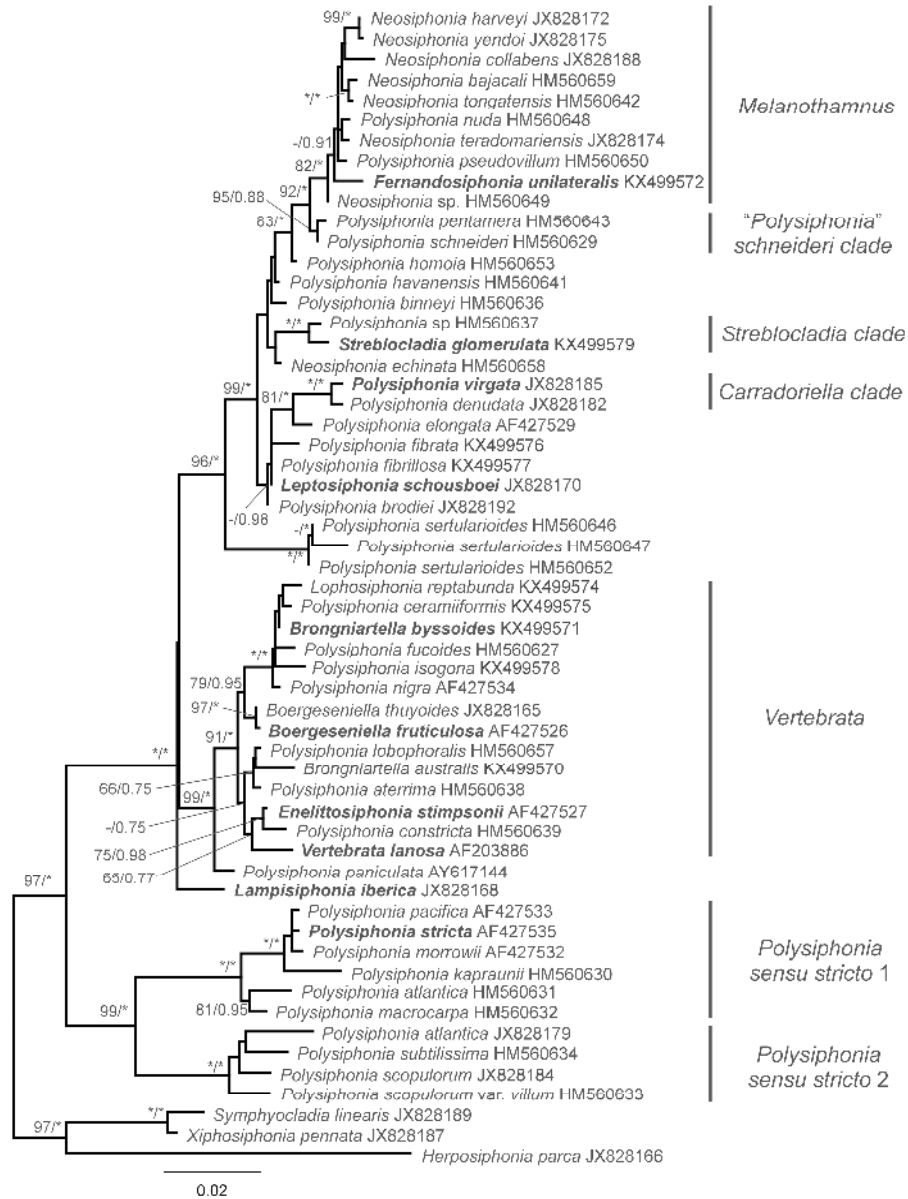 99/*
Neosiphonia harveyi JX828172
Neosiphonia yendoi JX828175
Neosiphonia collabens JX828188
Neosiphonia bajacali HM560659
*/*
Neosiphonia tongatensis HM560642
Melanothamnus
Polysiphonia nuda HM560648
-/0.91
Neosiphonia teradomariensis JX828174
Polysiphonia pseudovillum HM560650
82/*
Fernandosiphonia unilateralis KX499572
95/0.88
92/*
Neosiphonia sp. HM560649
83/*
Polysiphonia pentamera HM560643
"Polysiphonia"
schneideri clade
Polysiphonia schneideri HM560629
Polysiphonia homoia HM560653
Polysiphonia havanensis HM560641
Polysiphonia binneyi HM560636
*/*
Polysiphonia sp HM560637
Streblocladia clade
Streblocladia glomerulata KX499579
Neosiphonia echinata HM560658
99/*
*/*
Polysiphonia virgata JX828185
Carradoriella clade
81/*
Polysiphonia denudata JX828182
Polysiphonia elongata AF427529
Polysiphonia fibrata KX499576
96/*
Polysiphonia fibrillosa KX499577
Leptosiphonia schousboei JX828170
-/0.98
Polysiphonia brodiei JX828192
-/*
Polysiphonia sertularioides HM560646
Polysiphonia sertularioides HM560647
*/*
Polysiphonia sertularioides HM560652
Lophosiphonia reptabunda KX499574
Polysiphonia ceramiiformis KX499575
Brongniartella byssoides KX499571
*/*
Polysiphonia fucoides HM560627
Polysiphonia isogona KX499578
79/0.95
Polysiphonia nigra AF427534
97/*
Boergeseniella thuyoides JX828165
Vertebrata
Boergeseniella fruticulosa AF427526
91/*
Polysiphonia lobophoralis HM560657
*/*
Brongniartella australis KX499570
66/0.75
Polysiphonia aterrima HM560638
99/*
Enelittosiphonia stimpsonii AF427527
-/0.75
Polysiphonia constricta HM560639
75/0.98
Vertebrata lanosa AF203886
65/0.77
Polysiphonia paniculata AY617144
97/*
Lampisiphonia iberica JX828168
Polysiphonia pacifica AF427533
Polysiphonia stricta AF427535
*/*
Polysiphonia morrowii AF427532
Polysiphonia
sensu stricto 1
*/*
Polysiphonia kapraunii HM560630
Polysiphonia atlantica HM560631
81/0.95
Polysiphonia macrocarpa HM560632
99/*
Polysiphonia atlantica JX828179
Polysiphonia subtilissima HM560634
Polysiphonia
sensu stricto 2
*/*
Polysiphonia scopulorum JX828184
Polysiphonia scopulorum var. villum HM560633
*/*
Symphyocladia linearis JX828189
97/*
Xiphosiphonia pennata JX828187
Herposiphonia parca JX828166
0.02